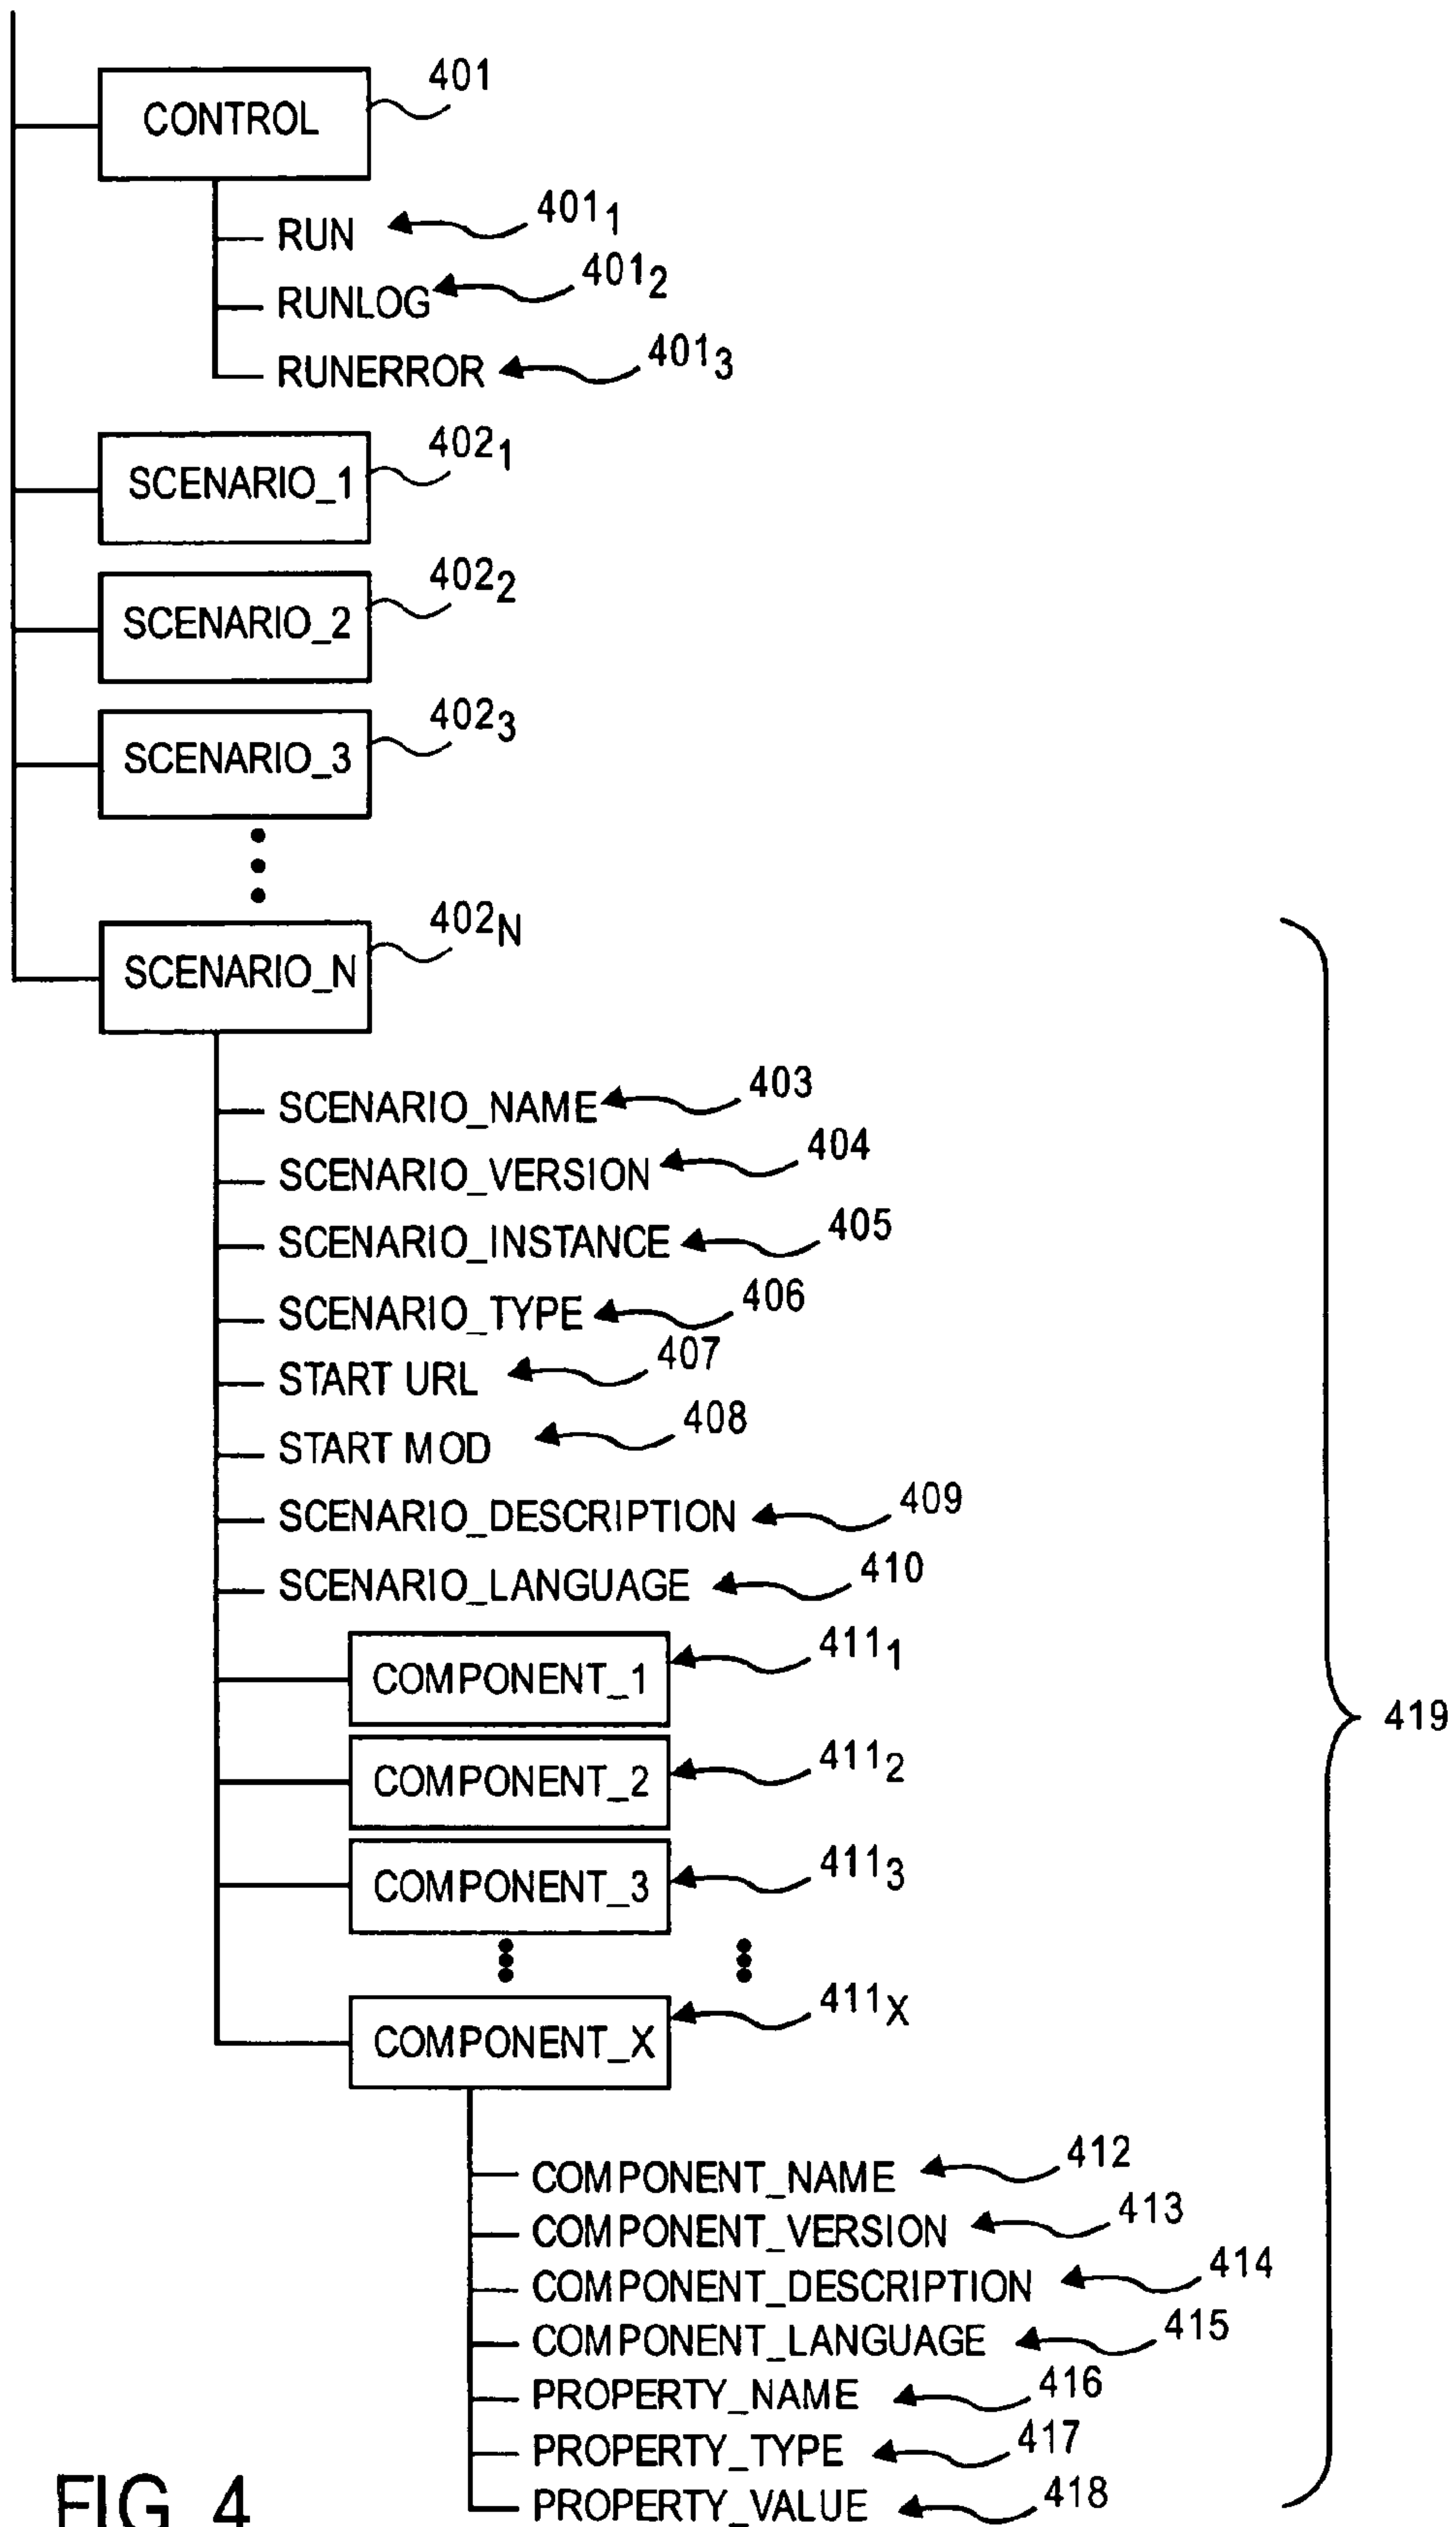 CONTROL 401
RUN 401₁
RUNLOG 401₂
RUNERROR 401₃
SCENARIO_1 402₁
SCENARIO_2 402₂
SCENARIO_3 402₃
SCENARIO_N 402N
SCENARIO_NAME 403
SCENARIO_VERSION 404
SCENARIO_INSTANCE 405
SCENARIO_TYPE 406
START URL 407
START MOD 408
SCENARIO_DESCRIPTION 409
SCENARIO_LANGUAGE 410
COMPONENT_1 411₁
COMPONENT_2 411₂
419
COMPONENT_3 411₃
COMPONENT_X 411X
COMPONENT_NAME 412
COMPONENT_VERSION 413
COMPONENT_DESCRIPTION 414
COMPONENT_LANGUAGE 415
PROPERTY_NAME 416
PROPERTY_TYPE 417
PROPERTY_VALUE 418
FIG 4